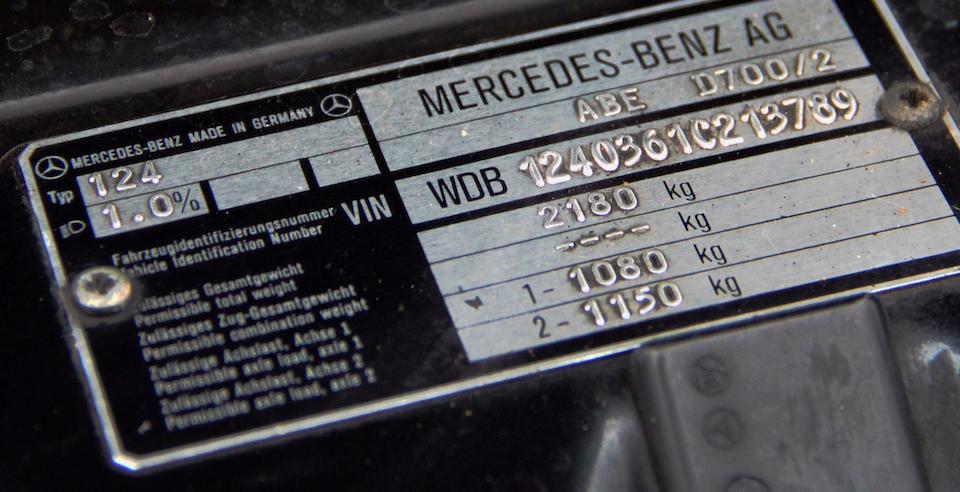 MERCEDES-BENZ MADE IN GERMANY
Typ 124
1.0%
Fahrzeugidentifizierungsnummer
Vehicle Identification Number
VIN
Zulässiges Gesamtgewicht
Permissible total weight
Zulässiges Zug-Gesamtgewicht
Permissible combination weight
Zulässige Achslast, Achse 1
Permissible axle load, axle 1
Zulässige Achslast, Achse 2
Permissible axle load, axle 2
MERCEDES-BENZ AG
ABE D700/2
WDB 1240361C213789
2180 kg
---- kg
1- 1080 kg
2- 1150 kg